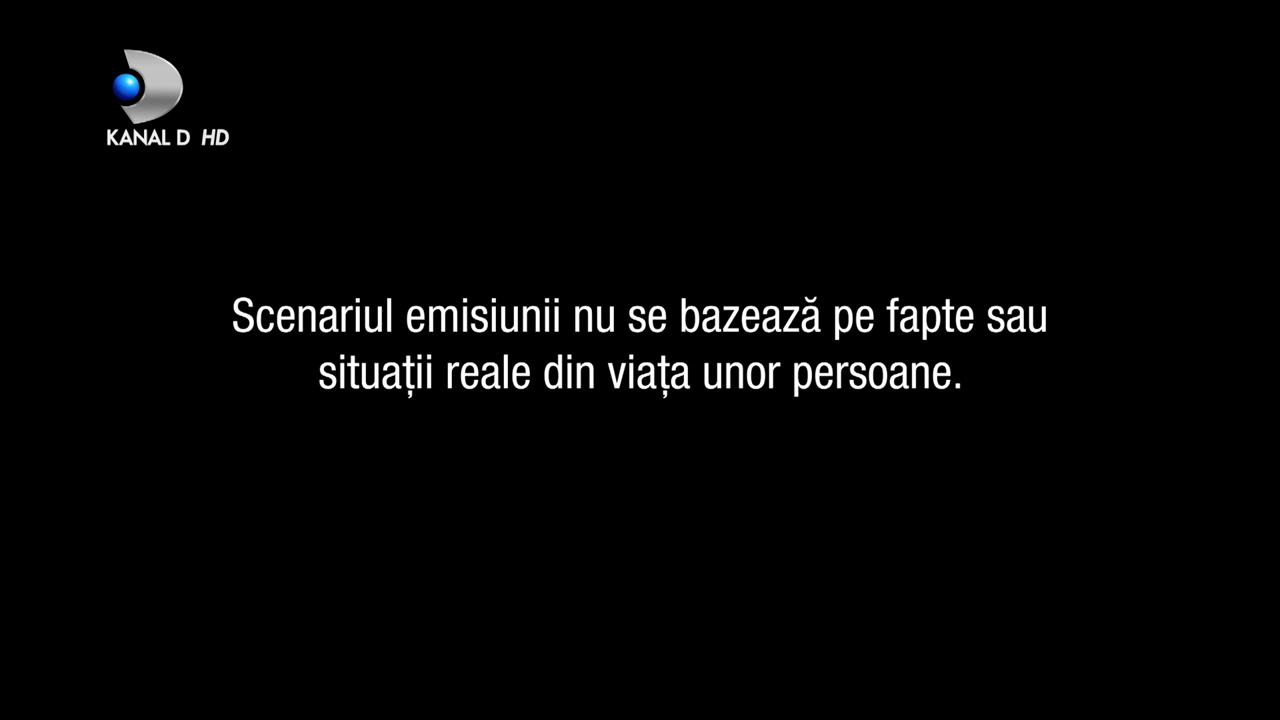 KANAL D HD
Scenariul emisiunii nu se bazează pe fapte sau
situații reale din viața unor persoane.